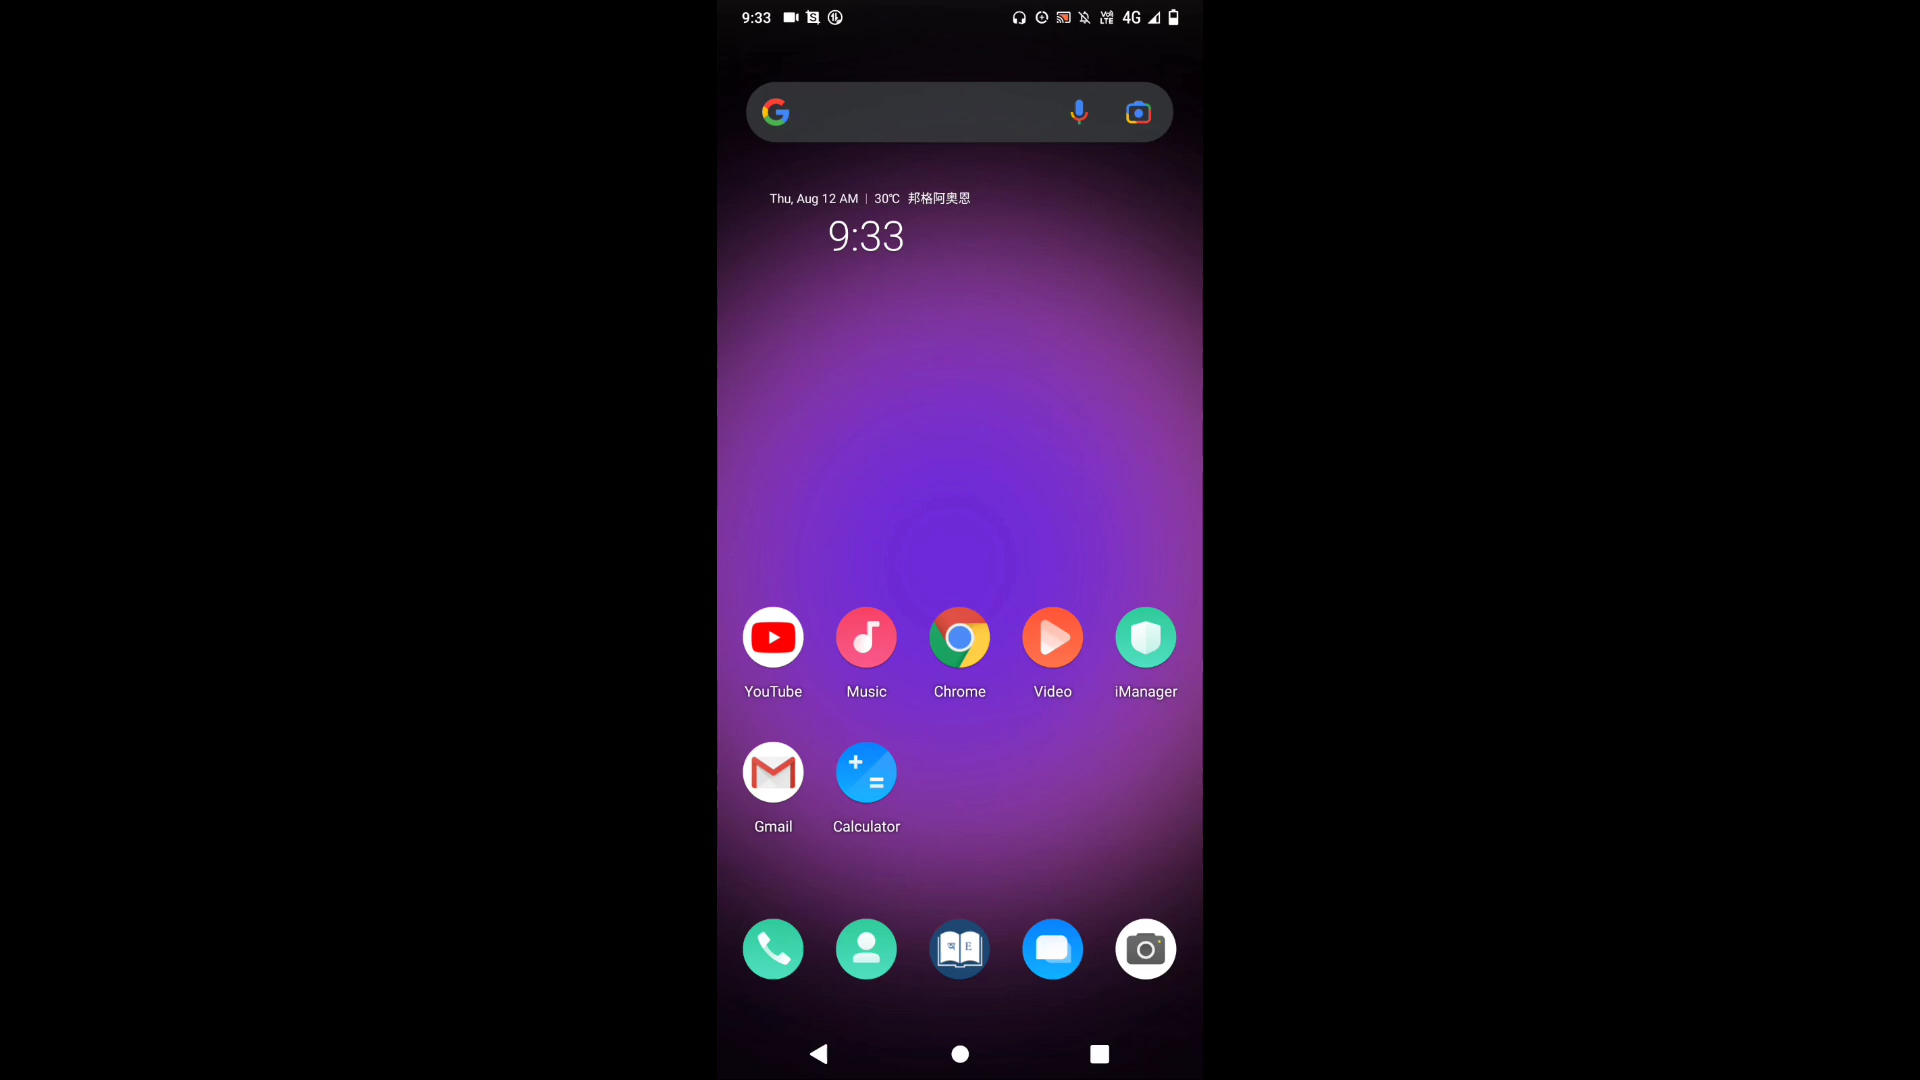 9:33
4G
Thu, Aug 12 AM | 30℃ 邦格阿奥恩
9:33
YouTube Music Chrome Video iManager
Gmail Calculator
অ E